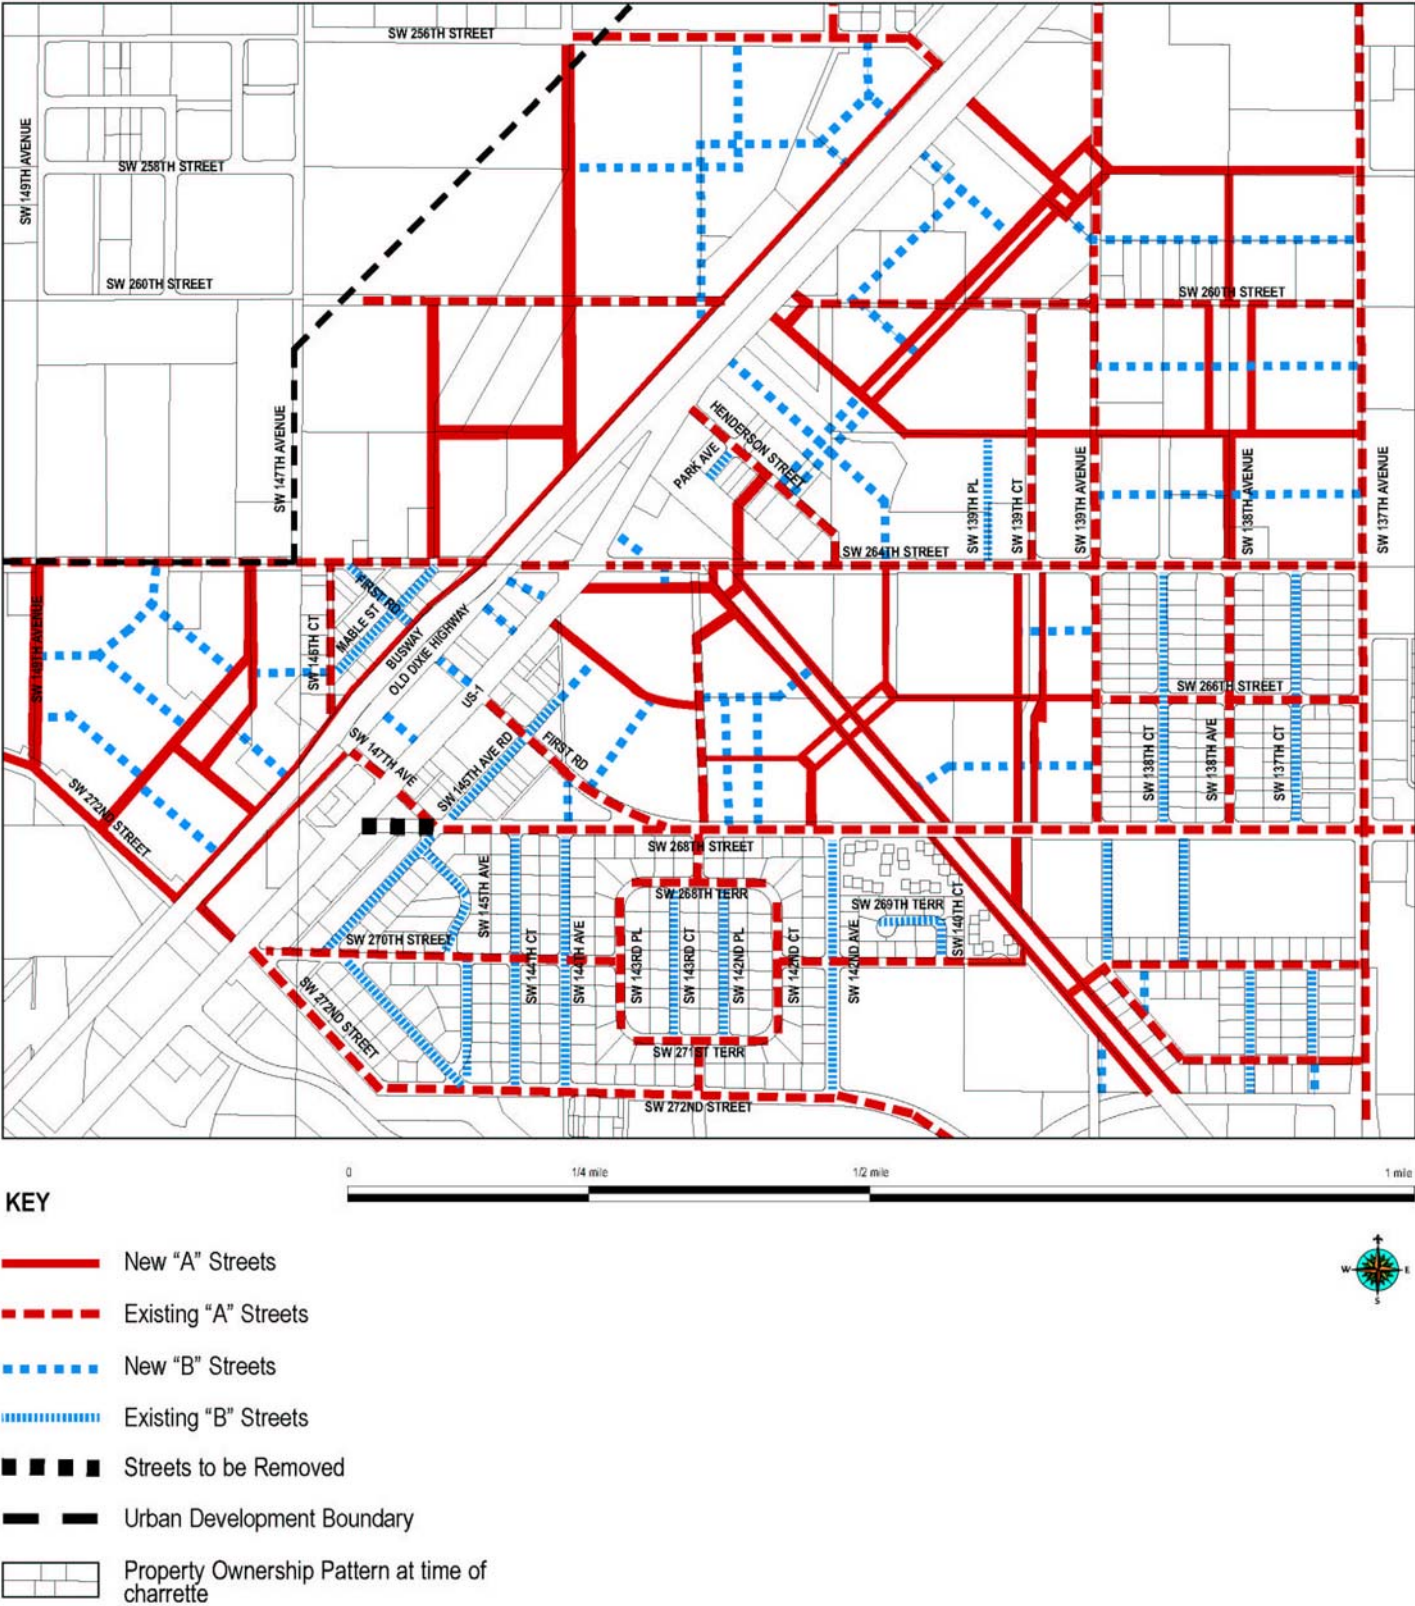 SW 256TH STREET
SW 149TH AVENUE
SW 258TH STREET
SW 260TH STREET
SW 260TH STREET
SW 147TH AVENUE
HENDERSON STREET
PARK AVE
SW 139TH PL
SW 139TH CT
SW 139TH AVENUE
SW 138TH AVENUE
SW 137TH AVENUE
SW 264TH STREET
SW 149TH AVENUE
SW 146TH CT
FIRST RD
MABLE ST
BUSWAY
OLD DIXIE HIGHWAY
US-1
SW 147TH AVE
SW 145TH AVE RD
FIRST RD
SW 266TH STREET
SW 138TH CT
SW 138TH AVE
SW 137TH CT
SW 272ND STREET
SW 268TH STREET
SW 268TH TERR
SW 269TH TERR
SW 270TH STREET
SW 145TH AVE
SW 144TH CT
SW 144TH AVE
SW 143RD PL
SW 143RD CT
SW 142ND PL
SW 142ND CT
SW 142ND AVE
SW 140TH CT
SW 272ND STREET
SW 271ST TERR
SW 272ND STREET
0 1/4 mile 1/2 mile 1 mile
KEY
W E
S
New “A” Streets
Existing “A” Streets
New “B” Streets
Existing “B” Streets
Streets to be Removed
Urban Development Boundary
Property Ownership Pattern at time of
charrette